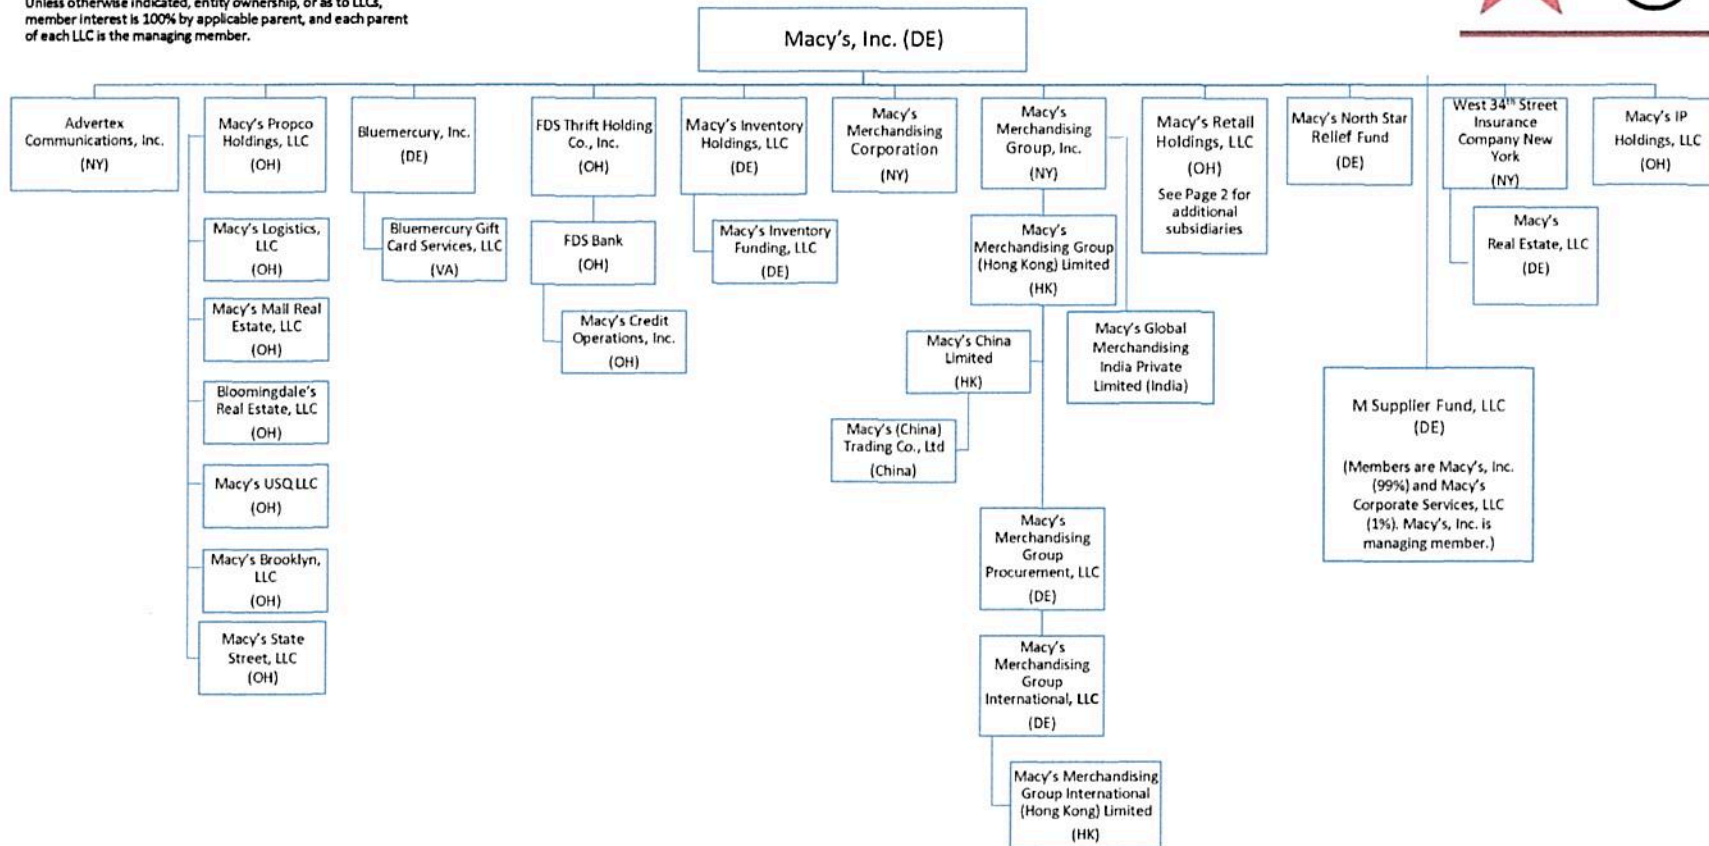 Unless otherwise indicated, entity ownership, or as to LLCs,
member interest is 100% by applicable parent, and each parent
of each LLC is the managing member.
Macy's, Inc. (DE)
Advertex
Communications, Inc.
(NY)
Macy's Propco
Holdings, LLC
(OH)
Bluemercury, Inc.
(DE)
FDS Thrift Holding
Co., Inc.
(OH)
Macy's Inventory
Holdings, LLC
(DE)
Macy's
Merchandising
Corporation
(NY)
Macy's
Merchandising
Group, Inc.
(NY)
Macy's Retail
Holdings, LLC
(OH)
See Page 2 for
additional
subsidiaries
Macy's North Star
Relief Fund
(DE)
West 34th Street
Insurance
Company New
York
(NY)
Macy's IP
Holdings, LLC
(OH)
Macy's Logistics,
LLC
(OH)
Bluemercury Gift
Card Services, LLC
(VA)
FDS Bank
(OH)
Macy's Inventory
Funding, LLC
(DE)
Macy's
Merchandising Group
(Hong Kong) Limited
(HK)
Macy's
Real Estate, LLC
(DE)
Macy's Mall Real
Estate, LLC
(OH)
Macy's Credit
Operations, Inc.
(OH)
Macy's China
Limited
(HK)
Macy's Global
Merchandising
India Private
Limited (India)
Bloomingdale's
Real Estate, LLC
(OH)
Macy's (China)
Trading Co., Ltd
(China)
M Supplier Fund, LLC
(DE)
(Members are Macy's, Inc.
(99%) and Macy's
Corporate Services, LLC
(1%). Macy's, Inc. is
managing member.)
Macy's USQ LLC
(OH)
Macy's
Merchandising
Group
Procurement, LLC
(DE)
Macy's Brooklyn,
LLC
(OH)
Macy's State
Street, LLC
(OH)
Macy's
Merchandising
Group
International, LLC
(DE)
Macy's Merchandising
Group International
(Hong Kong) Limited
(HK)